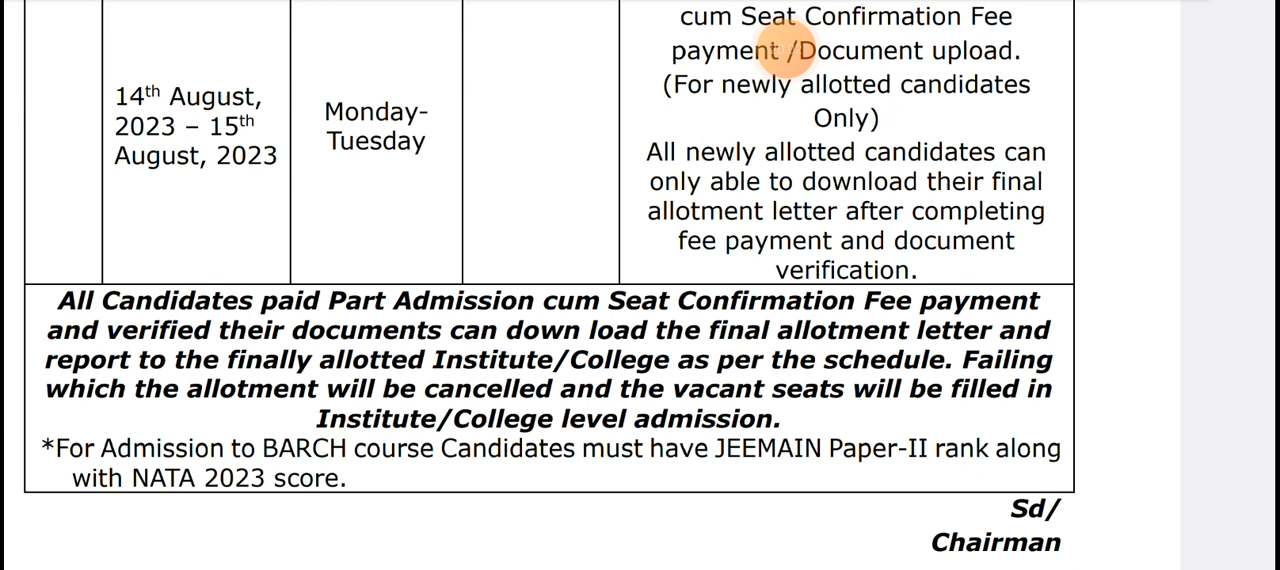 cum Seat Confirmation Fee
payment /Document upload.
(For newly allotted candidates
Only)
14th August,
2023 – 15th
August, 2023
Monday-
Tuesday
All newly allotted candidates can
only able to download their final
allotment letter after completing
fee payment and document
verification.
All Candidates paid Part Admission cum Seat Confirmation Fee payment
and verified their documents can down load the final allotment letter and
report to the finally allotted Institute/College as per the schedule. Failing
which the allotment will be cancelled and the vacant seats will be filled in
Institute/College level admission.
*For Admission to BARCH course Candidates must have JEEMAIN Paper-II rank along
with NATA 2023 score.
Sd/
Chairman